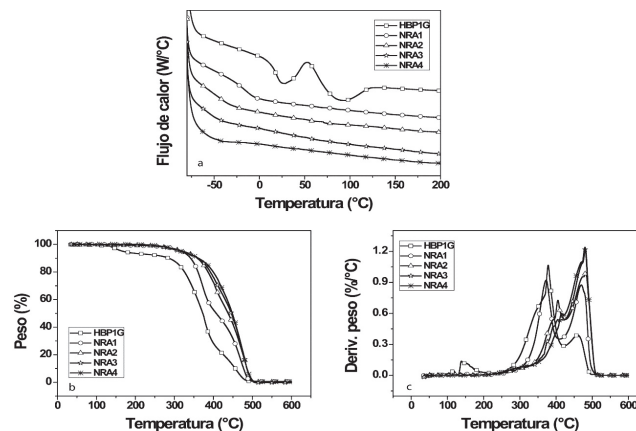 HBP1G
NRA1
NRA2
NRA3
NRA4
Flujo de calor (W/°C)
a
-50 0 50 100 150 200
Temperatura (°C)
100
80
60
40
20
0
Peso (%)
HBP1G
NRA1
NRA2
NRA3
NRA4
b
0 100 200 300 400 500 600
Temperatura (°C)
1.2
0.9
0.6
0.3
0.0
Deriv. peso (%/°C)
HBP1G
NRA1
NRA2
NRA3
NRA4
c
0 100 200 300 400 500 600
Temperatura (°C)